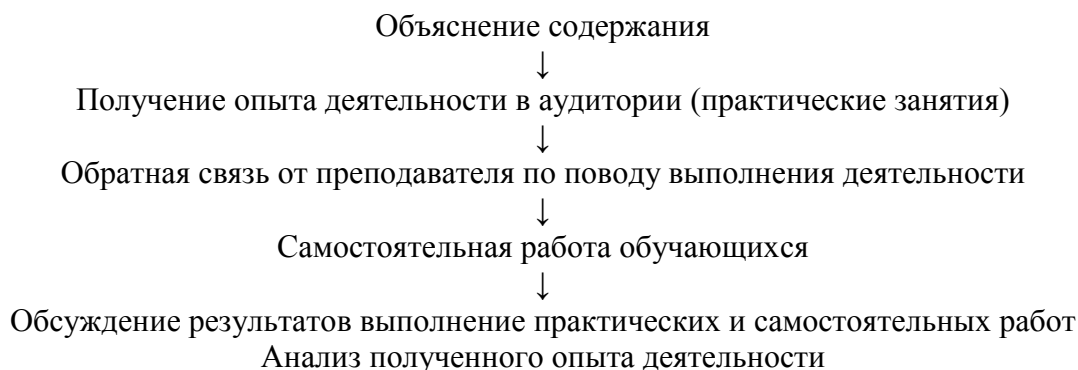 Объяснение содержания
↓
Получение опыта деятельности в аудитории (практические занятия)
↓
Обратная связь от преподавателя по поводу выполнения деятельности
↓
Самостоятельная работа обучающихся
↓
Обсуждение результатов выполнение практических и самостоятельных работ
Анализ полученного опыта деятельности